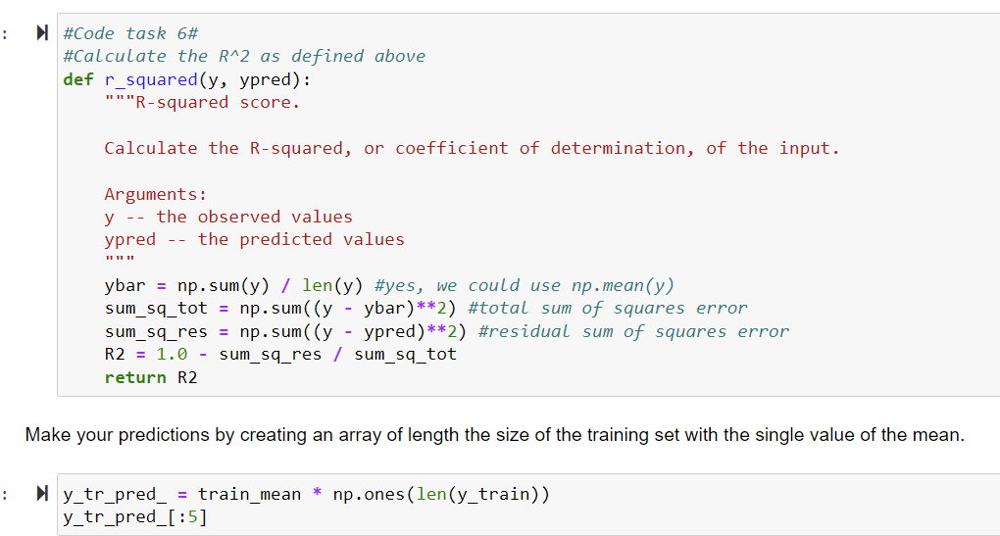 #Code task 6#
#Calculate the R^2 as defined above
def r_squared(y, ypred):
    """R-squared score.
    Calculate the R-squared, or coefficient of determination, of the input.
    Arguments:
    y -- the observed values
    ypred -- the predicted values
    """
    ybar = np.sum(y) / len(y) #yes, we could use np.mean(y)
    sum_sq_tot = np.sum((y - ybar)**2) #total sum of squares error
    sum_sq_res = np.sum((y - ypred)**2) #residual sum of squares error
    R2 = 1.0 - sum_sq_res / sum_sq_tot
    return R2
Make your predictions by creating an array of length the size of the training set with the single value of the mean.
y_tr_pred_ = train_mean * np.ones(len(y_train))
y_tr_pred_[:5]